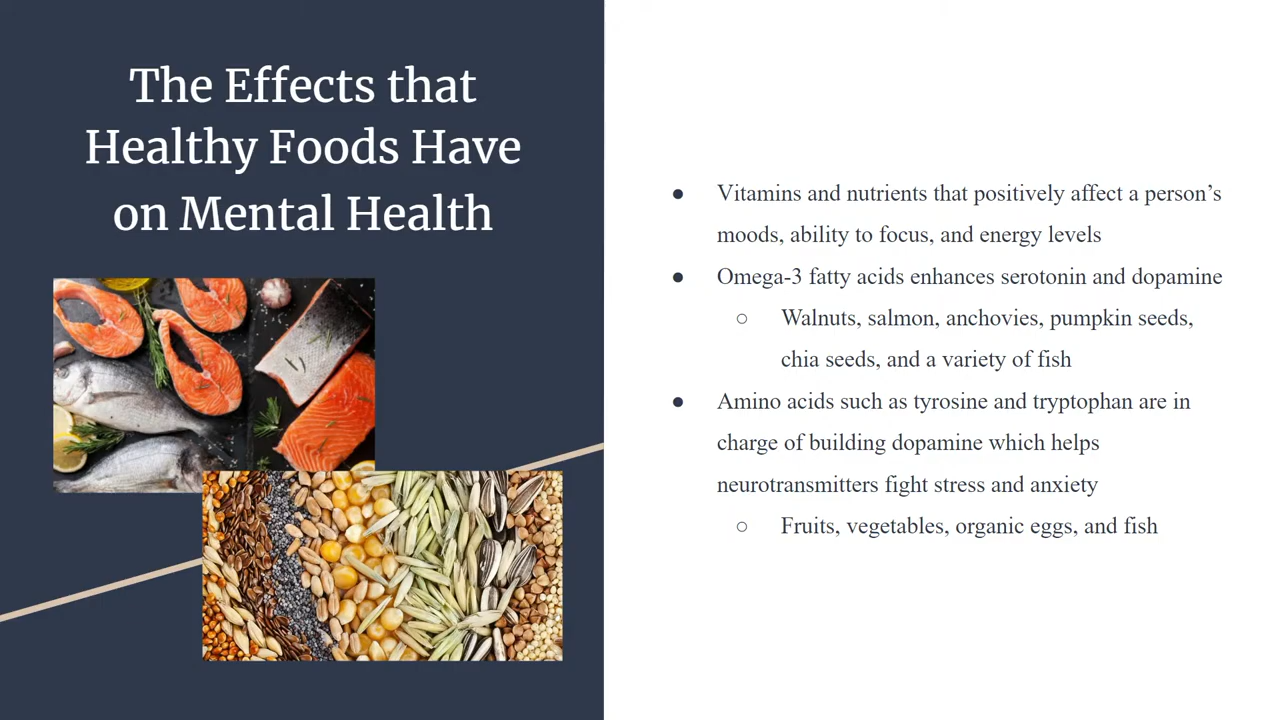 The Effects that
Healthy Foods Have
on Mental Health
● Vitamins and nutrients that positively affect a person’s
moods, ability to focus, and energy levels
● Omega-3 fatty acids enhances serotonin and dopamine
○ Walnuts, salmon, anchovies, pumpkin seeds,
chia seeds, and a variety of fish
● Amino acids such as tyrosine and tryptophan are in
charge of building dopamine which helps
neurotransmitters fight stress and anxiety
○ Fruits, vegetables, organic eggs, and fish